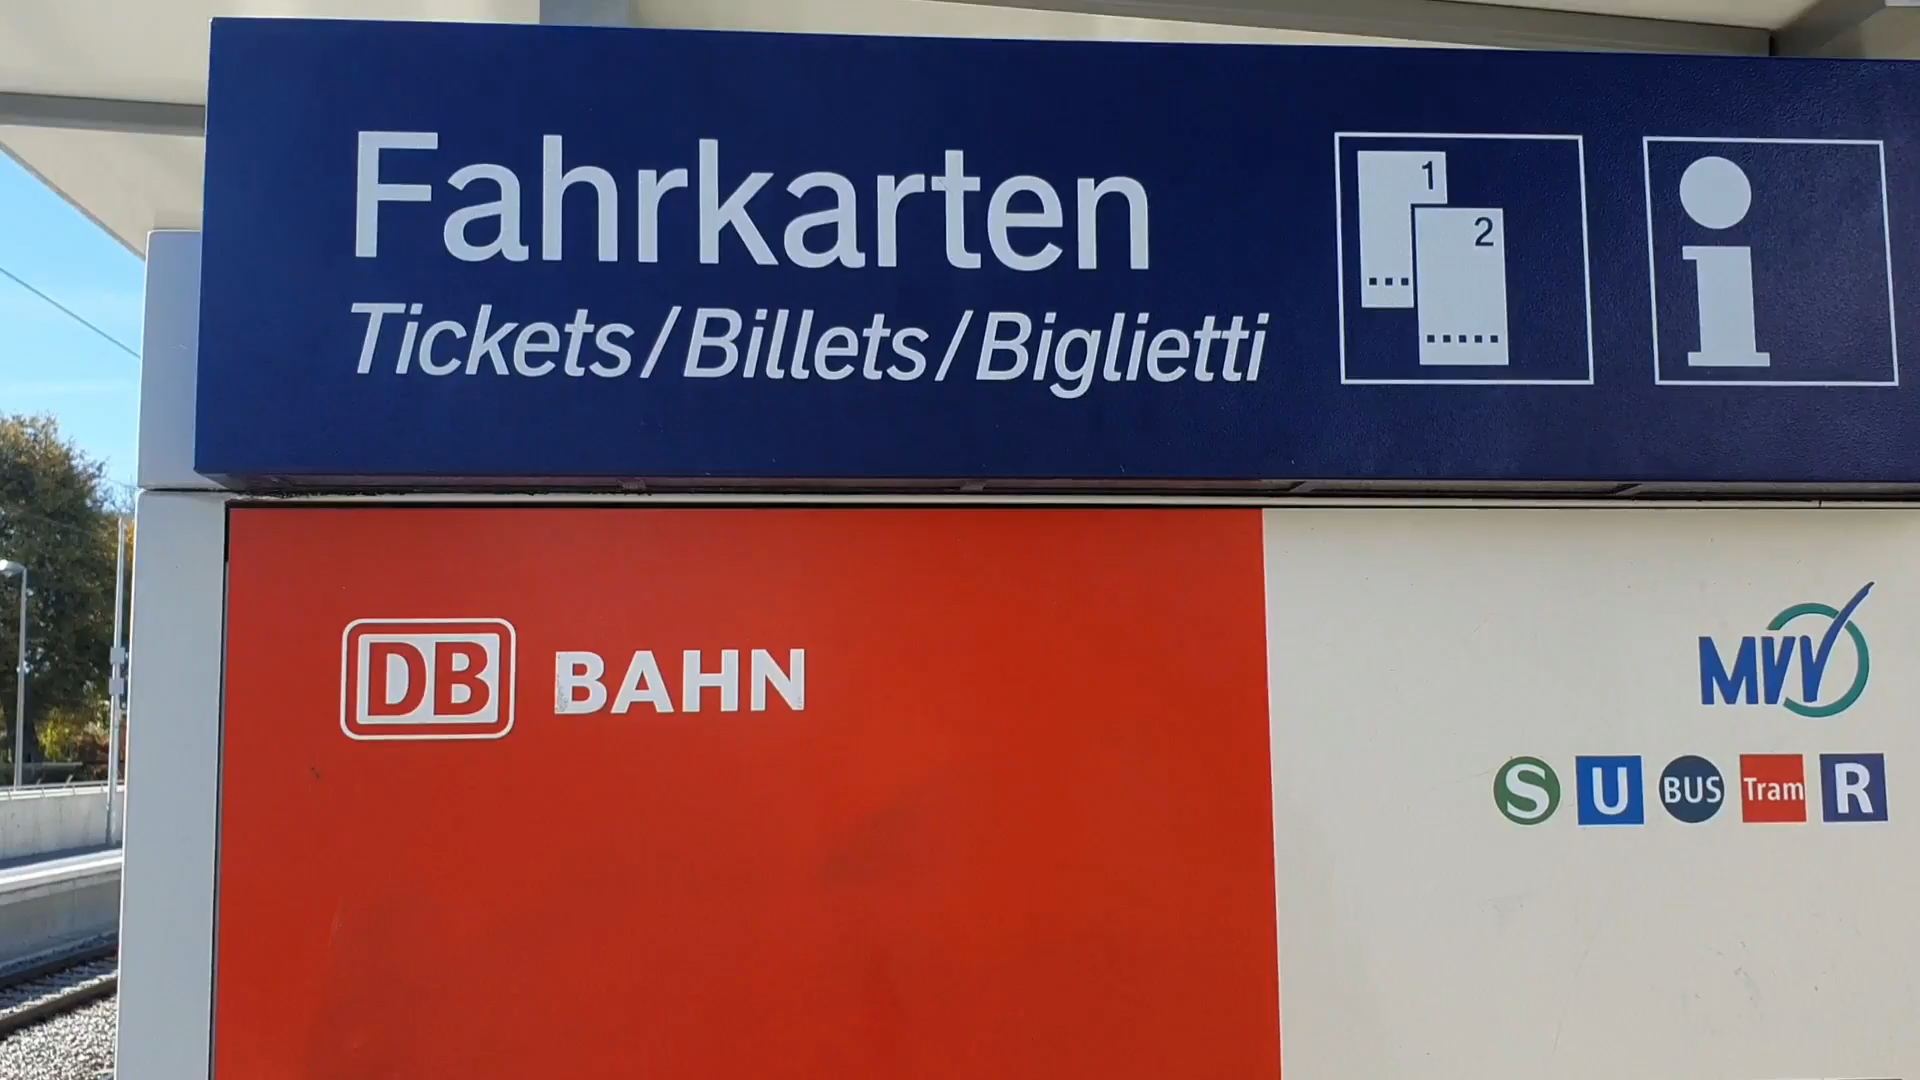 Fahrkarten
Tickets/Billets/Biglietti
1
2
i
DB BAHN
MVV
S U BUS Tram R